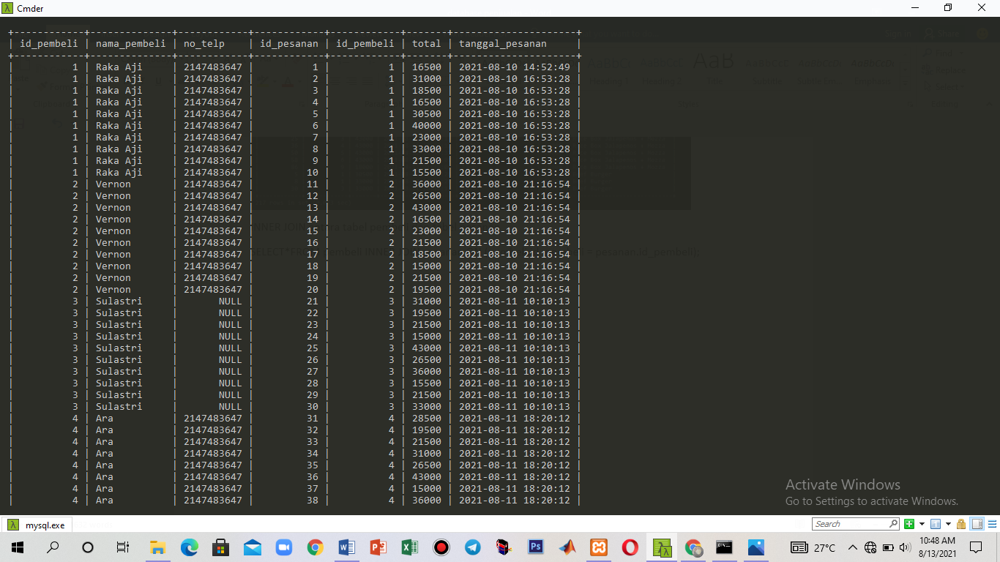 Cmder
+------------+--------------+------------+------------+------------+-------+---------------------+
| id_pembeli | nama_pembeli | no_telp    | id_pesanan | id_pembeli | total | tanggal_pesanan     |
+------------+--------------+------------+------------+------------+-------+---------------------+
| 1 | Raka Aji | 2147483647 | 1 | 1 | 16500 | 2021-08-10 14:52:49 |
| 1 | Raka Aji | 2147483647 | 2 | 1 | 31000 | 2021-08-10 16:53:28 |
| 1 | Raka Aji | 2147483647 | 3 | 1 | 18500 | 2021-08-10 16:53:28 |
| 1 | Raka Aji | 2147483647 | 4 | 1 | 16500 | 2021-08-10 16:53:28 |
| 1 | Raka Aji | 2147483647 | 5 | 1 | 30500 | 2021-08-10 16:53:28 |
| 1 | Raka Aji | 2147483647 | 6 | 1 | 40000 | 2021-08-10 16:53:28 |
| 1 | Raka Aji | 2147483647 | 7 | 1 | 23000 | 2021-08-10 16:53:28 |
| 1 | Raka Aji | 2147483647 | 8 | 1 | 33000 | 2021-08-10 16:53:28 |
| 1 | Raka Aji | 2147483647 | 9 | 1 | 21500 | 2021-08-10 16:53:28 |
| 1 | Raka Aji | 2147483647 | 10 | 1 | 15500 | 2021-08-10 16:53:28 |
| 2 | Vernon | 2147483647 | 11 | 2 | 36000 | 2021-08-10 21:16:54 |
| 2 | Vernon | 2147483647 | 12 | 2 | 26500 | 2021-08-10 21:16:54 |
| 2 | Vernon | 2147483647 | 13 | 2 | 43000 | 2021-08-10 21:16:54 |
| 2 | Vernon | 2147483647 | 14 | 2 | 16500 | 2021-08-10 21:16:54 |
| 2 | Vernon | 2147483647 | 15 | 2 | 23000 | 2021-08-10 21:16:54 |
| 2 | Vernon | 2147483647 | 16 | 2 | 21500 | 2021-08-10 21:16:54 |
| 2 | Vernon | 2147483647 | 17 | 2 | 18500 | 2021-08-10 21:16:54 |
| 2 | Vernon | 2147483647 | 18 | 2 | 15000 | 2021-08-10 21:16:54 |
| 2 | Vernon | 2147483647 | 19 | 2 | 21500 | 2021-08-10 21:16:54 |
| 2 | Vernon | 2147483647 | 20 | 2 | 19500 | 2021-08-10 21:16:54 |
| 3 | Sulastri | NULL | 21 | 3 | 31000 | 2021-08-11 10:10:13 |
| 3 | Sulastri | NULL | 22 | 3 | 19500 | 2021-08-11 10:10:13 |
| 3 | Sulastri | NULL | 23 | 3 | 21500 | 2021-08-11 10:10:13 |
| 3 | Sulastri | NULL | 24 | 3 | 15000 | 2021-08-11 10:10:13 |
| 3 | Sulastri | NULL | 25 | 3 | 43000 | 2021-08-11 10:10:13 |
| 3 | Sulastri | NULL | 26 | 3 | 26500 | 2021-08-11 10:10:13 |
| 3 | Sulastri | NULL | 27 | 3 | 36000 | 2021-08-11 10:10:13 |
| 3 | Sulastri | NULL | 28 | 3 | 15500 | 2021-08-11 10:10:13 |
| 3 | Sulastri | NULL | 29 | 3 | 21500 | 2021-08-11 10:10:13 |
| 3 | Sulastri | NULL | 30 | 3 | 33000 | 2021-08-11 10:10:13 |
| 4 | Ara | 2147483647 | 31 | 4 | 28500 | 2021-08-11 18:20:12 |
| 4 | Ara | 2147483647 | 32 | 4 | 19500 | 2021-08-11 18:20:12 |
| 4 | Ara | 2147483647 | 33 | 4 | 21500 | 2021-08-11 18:20:12 |
| 4 | Ara | 2147483647 | 34 | 4 | 31000 | 2021-08-11 18:20:12 |
| 4 | Ara | 2147483647 | 35 | 4 | 26500 | 2021-08-11 18:20:12 |
| 4 | Ara | 2147483647 | 36 | 4 | 43000 | 2021-08-11 18:20:12 |
| 4 | Ara | 2147483647 | 37 | 4 | 15000 | 2021-08-11 18:20:12 |
| 4 | Ara | 2147483647 | 38 | 4 | 36000 | 2021-08-11 18:20:12 |
Activate Windows
Go to Settings to activate Windows.
mysql.exe
Search
27°C
10:48 AM
8/13/2021